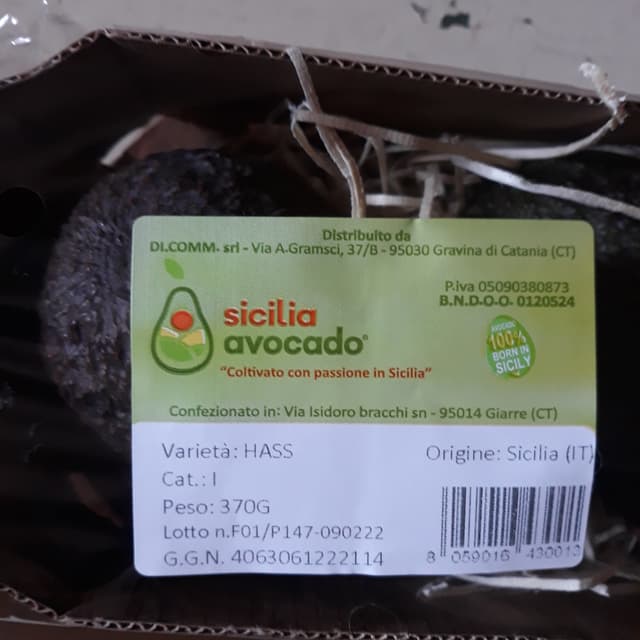 Distribuito da
DI.COMM. srl - Via A.Gramsci, 37/B - 95030 Gravina di Catania (CT)
P.iva 05090380873
B.N.D.O.O. 0120524
sicilia
avocado®
AVOCADO
100%
BORN IN
SICILY
"Coltivato con passione in Sicilia"
Confezionato in: Via Isidoro bracchi sn - 95014 Giarre (CT)
Varietà: HASS
Origine: Sicilia (IT)
Cat.: I
Peso: 370G
Lotto n.F01/P147-090222
G.G.N. 4063061222114
8 059016 430013